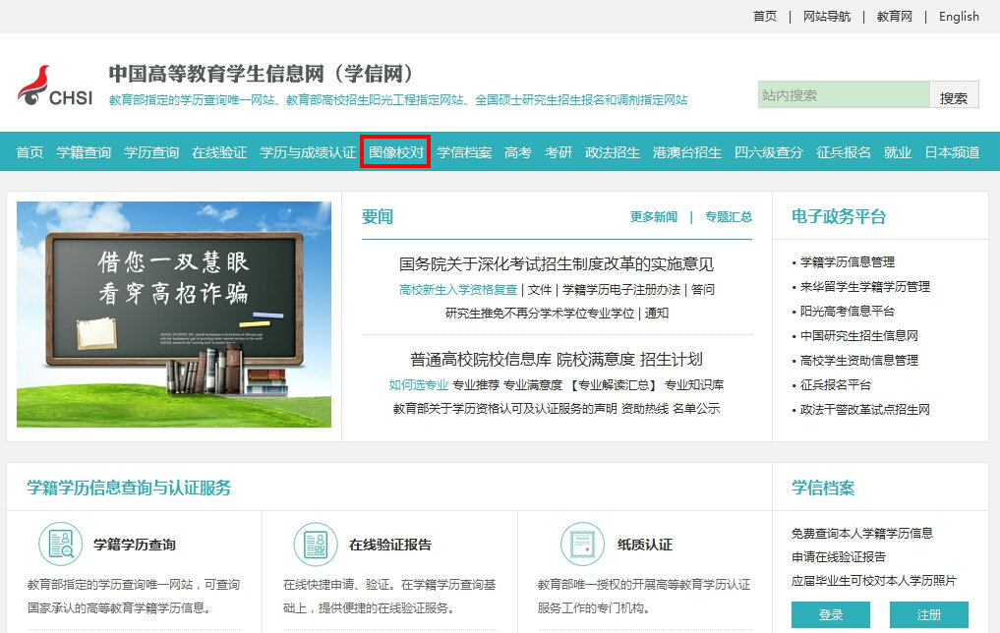 首页 | 网站导航 | 教育网 | English
中国高等教育学生信息网（学信网）
CHSI
教育部指定的学历查询唯一网站、教育部高校招生阳光工程指定网站、全国硕士研究生招生报名和调剂指定网站
站内搜索 搜索
首页 学籍查询 学历查询 在线验证 学历与成绩认证 图像校对 学信档案 高考 考研 政法招生 港澳台招生 四六级查分 征兵报名 就业 日本频道
借您一双慧眼
看穿高招诈骗
要闻 更多新闻 | 专题汇总
国务院关于深化考试招生制度改革的实施意见
高校新生入学资格复查 | 文件 | 学籍学历电子注册办法 | 答问
研究生推免不再分学术学位专业学位 | 通知
普通高校院校信息库 院校满意度 招生计划
如何选专业 专业推荐 专业满意度 【专业解读汇总】 专业知识库
教育部关于学历资格认可及认证服务的声明 资助热线 名单公示
电子政务平台
• 学籍学历信息管理
• 来华留学生学籍学历管理
• 阳光高考信息平台
• 中国研究生招生信息网
• 高校学生资助信息管理
• 征兵报名平台
• 政法干警改革试点招生网
学籍学历信息查询与认证服务
学籍学历查询
教育部指定的学历查询唯一网站，可查询
国家承认的高等教育学籍学历信息。
在线验证报告
在线快捷申请、验证。在学籍学历查询基
础上，提供便捷的在线验证服务。
纸质认证
教育部唯一授权的开展高等教育学历认证
服务工作的专门机构。
学信档案
免费查询本人学籍学历信息
申请在线验证报告
应届毕业生可校对本人学历照片
登录 注册